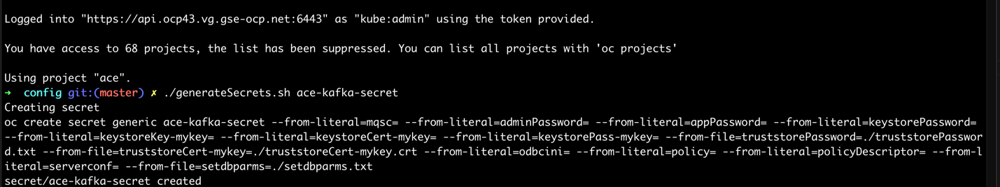 Logged into "https://api.ocp43.vg.gse-ocp.net:6443" as "kube:admin" using the token provided.
You have access to 68 projects, the list has been suppressed. You can list all projects with 'oc projects'
Using project "ace".
➜  config git:(master) ✗ ./generateSecrets.sh ace-kafka-secret
Creating secret
oc create secret generic ace-kafka-secret --from-literal=mqsc= --from-literal=adminPassword= --from-literal=appPassword= --from-literal=keystorePassword=
--from-literal=keystoreKey-mykey= --from-literal=keystoreCert-mykey= --from-literal=keystorePass-mykey= --from-file=truststorePassword=./truststorePasswor
d.txt --from-file=truststoreCert-mykey=./truststoreCert-mykey.crt --from-literal=odbcini= --from-literal=policy= --from-literal=policyDescriptor= --from-l
iteral=serverconf= --from-file=setdbparms=./setdbparms.txt
secret/ace-kafka-secret created